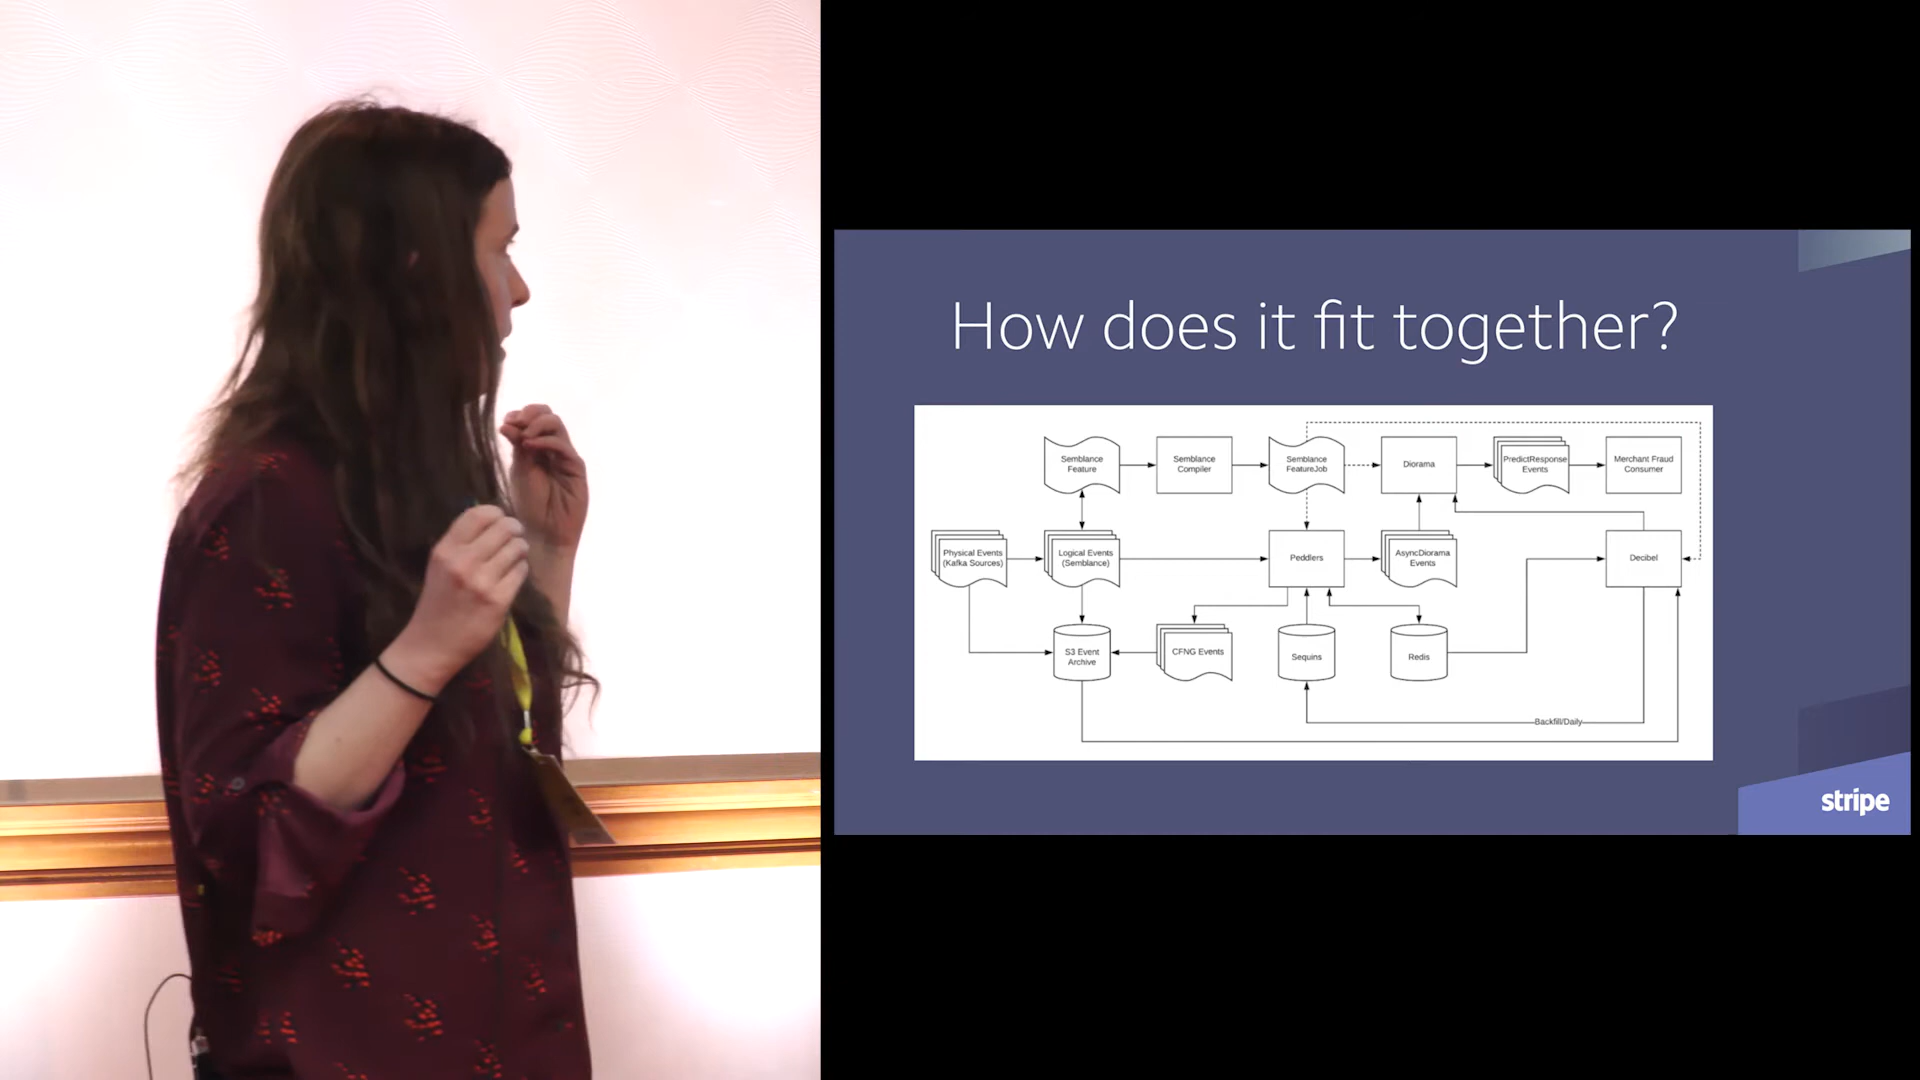 How does it fit together?
Semblance
Feature
Semblance
Compiler
Semblance
FeatureJob
Diorama
PredictResponse
Events
Merchant Fraud
Consumer
Physical Events
(Kafka Sources)
Logical Events
(Semblance)
Peddlers
AsyncDiorama
Events
Decibel
S3 Event
Archive
CFNG Events
Sequins
Redis
Backfill/Daily
stripe